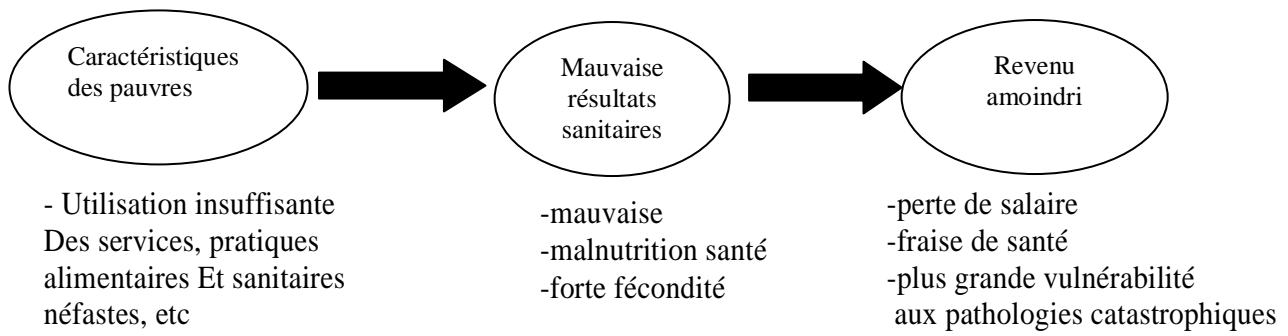 Caractéristiques
des pauvres
Mauvaise
résultats
sanitaires
Revenu
amoindri
- Utilisation insuffisante
Des services, pratiques
alimentaires Et sanitaires
néfastes, etc
-mauvaise
-malnutrition santé
-forte fécondité
-perte de salaire
-fraise de santé
-plus grande vulnérabilité
aux pathologies catastrophiques